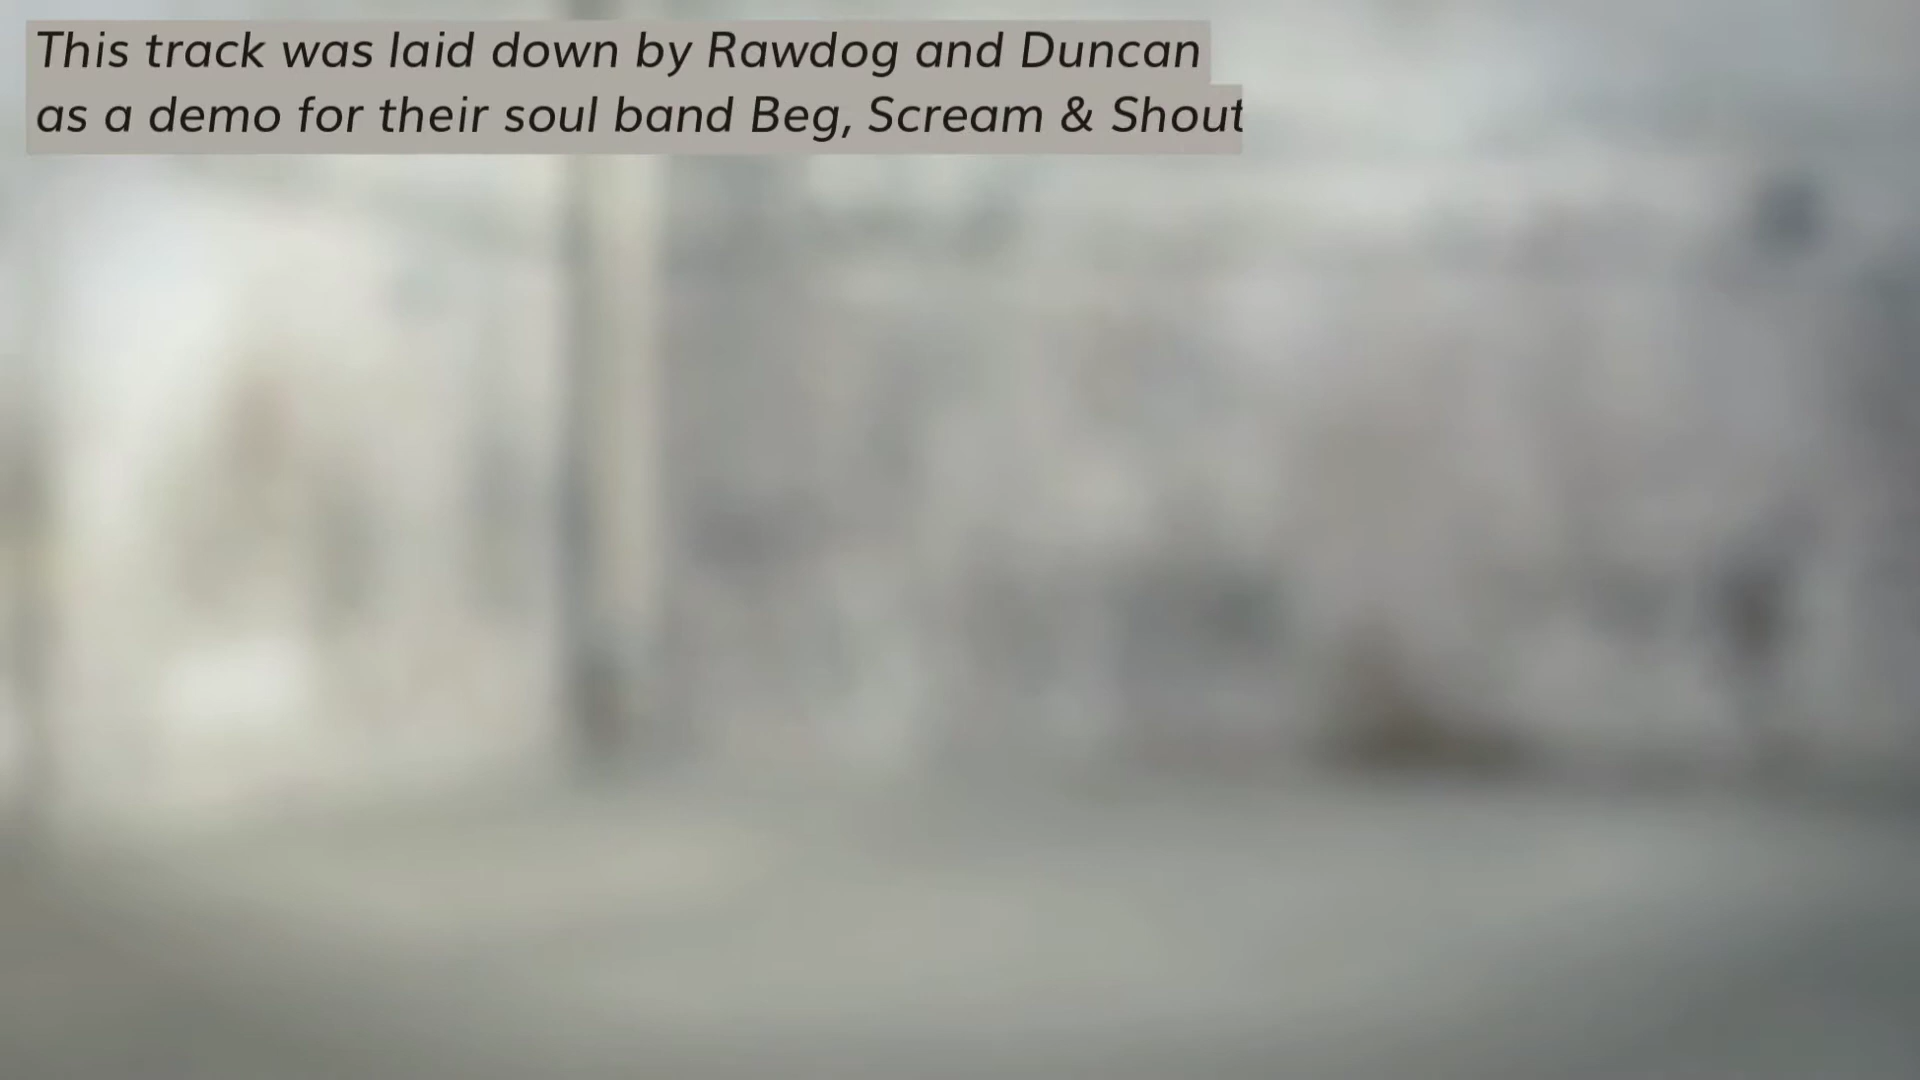 This track was laid down by Rawdog and Duncan
as a demo for their soul band Beg, Scream & Shout